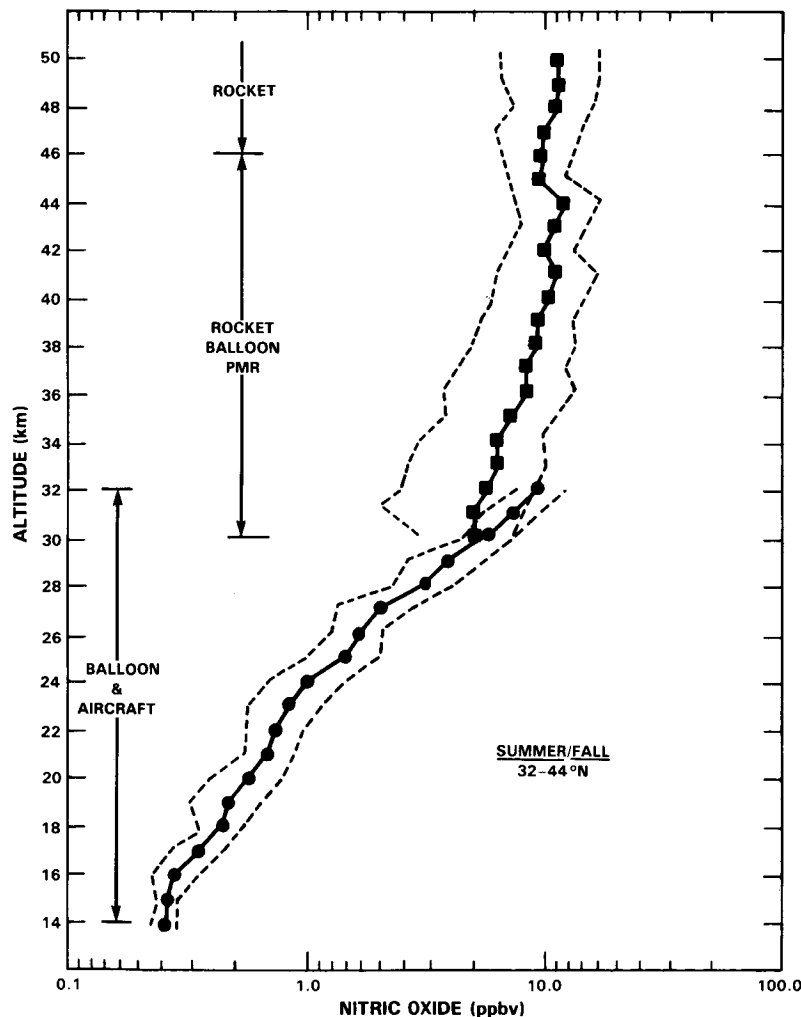 50
48
46
44
42
40
38
36
34
32
30
28
26
24
22
20
18
16
14
ALTITUDE (km)
ROCKET
ROCKET
BALLOON
PMR
BALLOON
&
AIRCRAFT
SUMMER/FALL
32–44 °N
0.1
1.0
10.0
100.0
NITRIC OXIDE (ppbv)